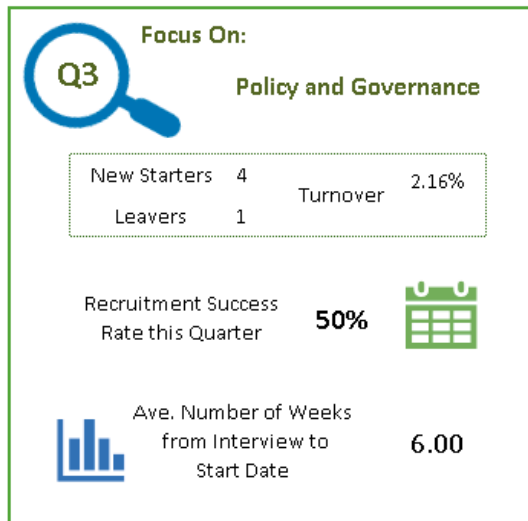 Focus On:
Q3
Policy and Governance
New Starters 4
Turnover 2.16%
Leavers 1
Recruitment Success
Rate this Quarter
50%
Ave. Number of Weeks
from Interview to
Start Date
6.00